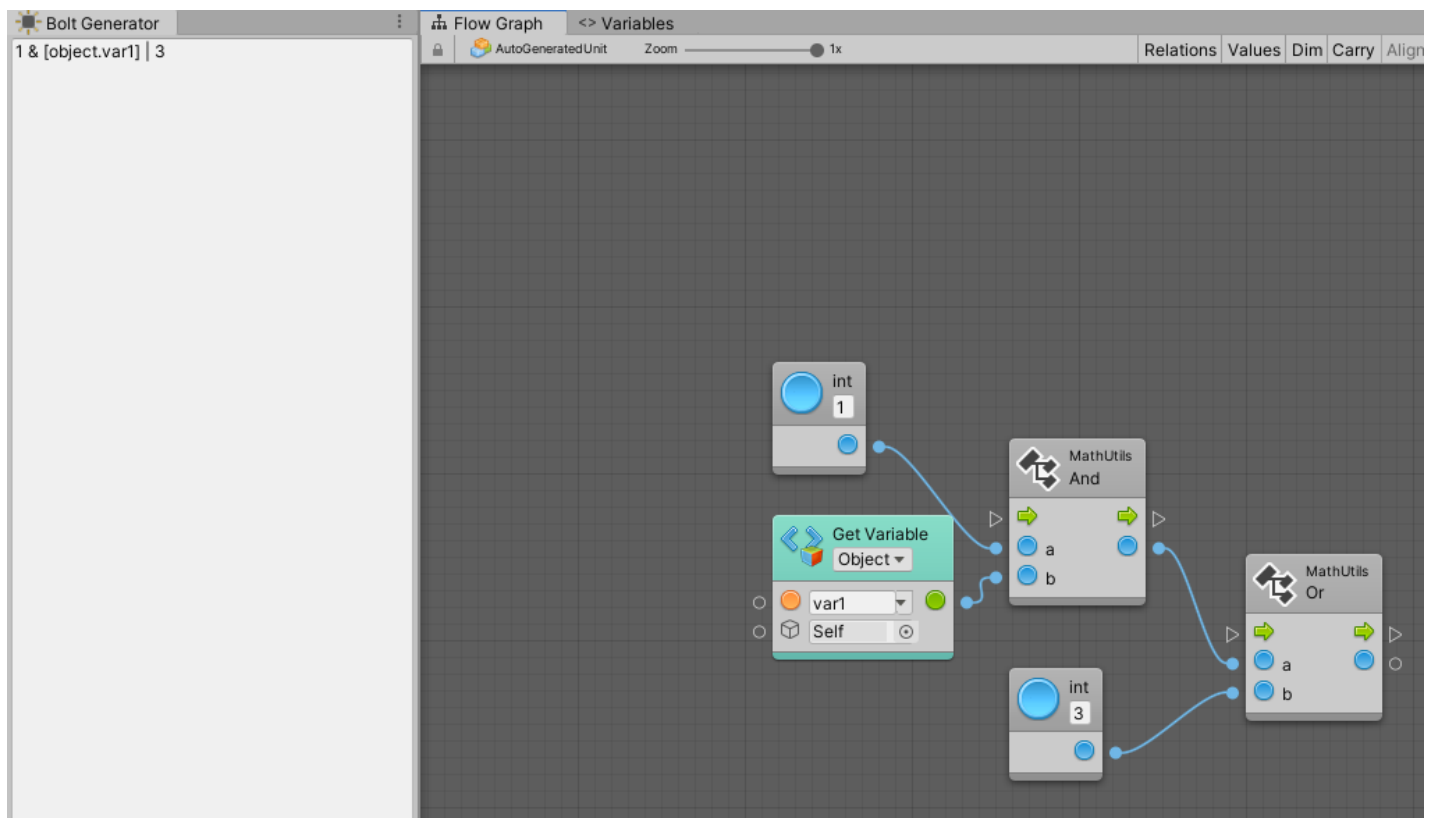 Bolt Generator
1 & [object.var1] | 3
Flow Graph
<> Variables
AutoGeneratedUnit
Zoom
1x
Relations
Values
Dim
Carry
Align
int
1
MathUtils
And
a
b
Get Variable
Object
var1
Self
MathUtils
Or
a
b
int
3